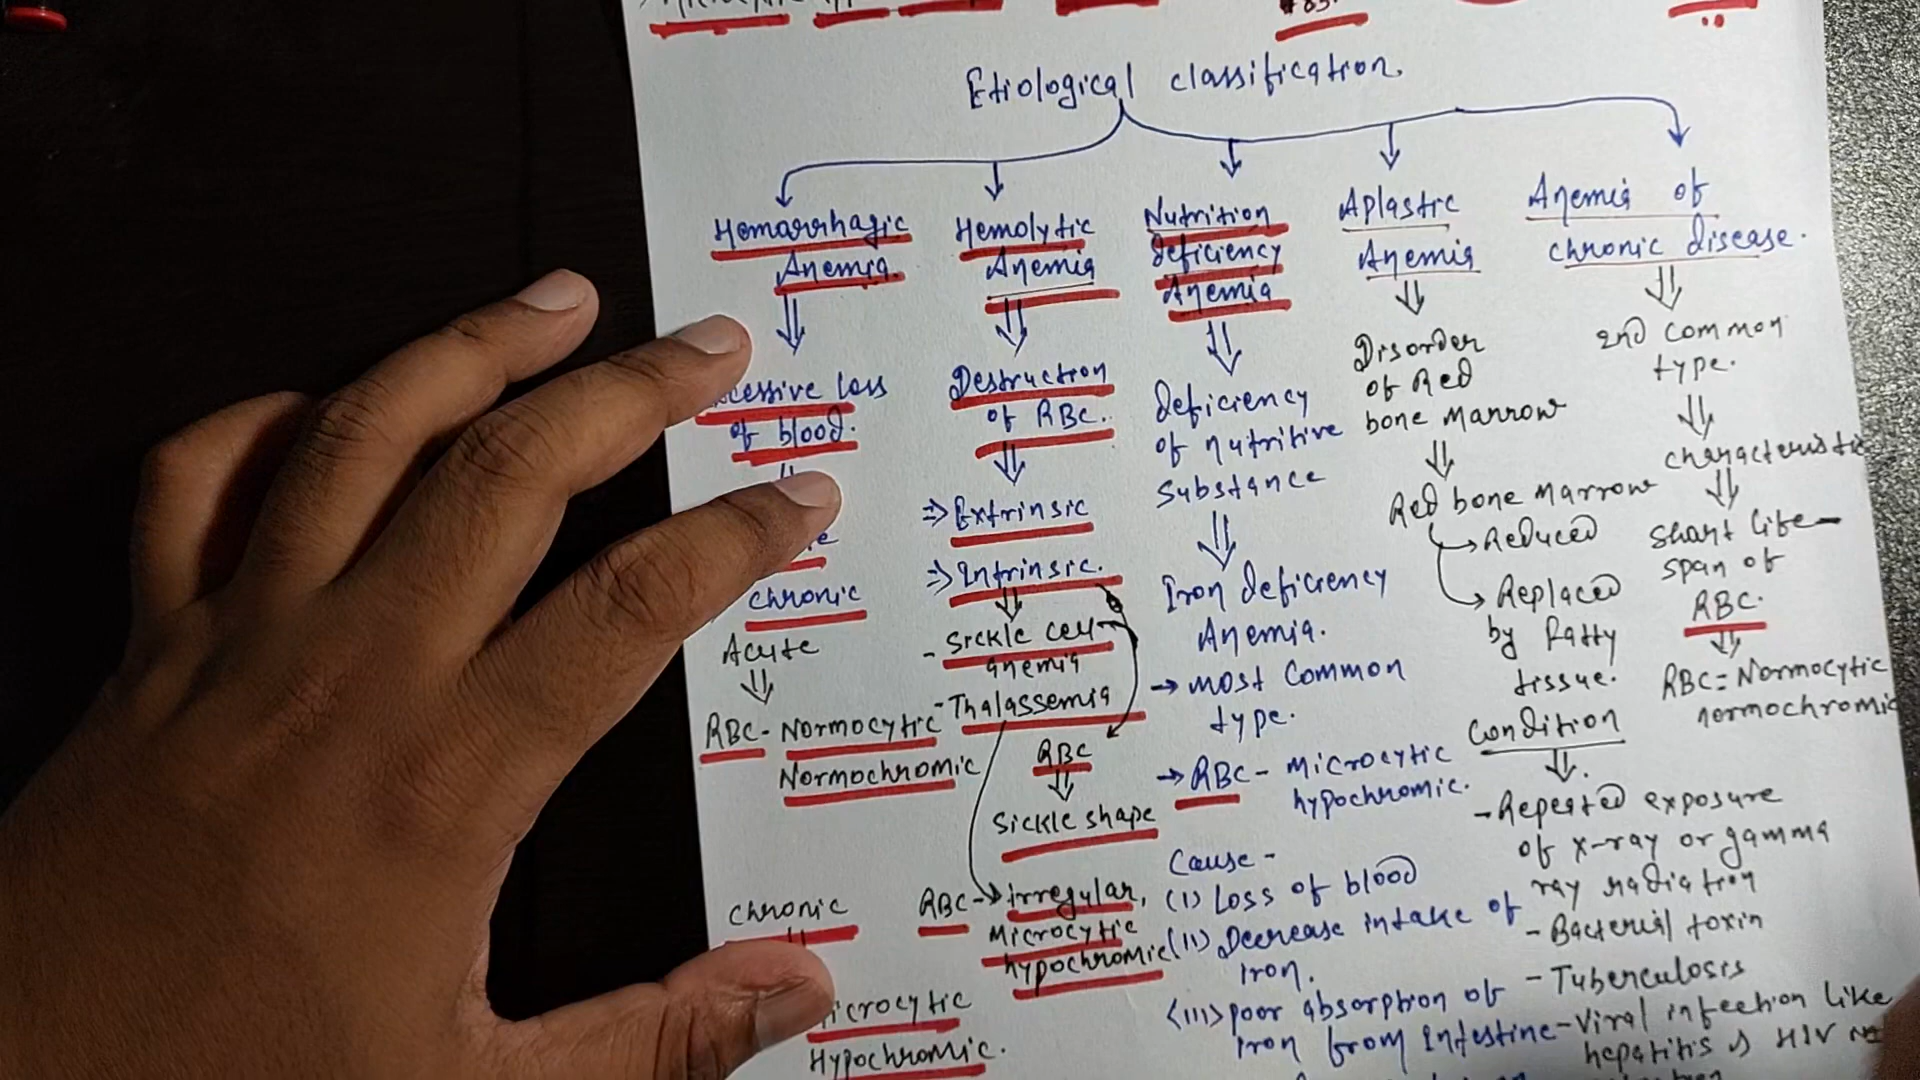 #83.
Etiological classification.
Hemorrhagic
Anemia.
cessive loss
of blood.
chronic
Acute
RBC - Normocytic
Normochromic
chronic
icrocytic
Hypochromic.
Hemolytic
Anemia
Destruction
of RBC.
⇒ Extrinsic
⇒ Intrinsic.
- Sickle cell
anemia
- Thalassemia
RBC
Sickle shape
RBC → irregular,
Microcytic
hypochromic
Nutrition
deficiency
Anemia
deficiency
of nutritive
Substance
Iron deficiency
Anemia.
→ most Common
type.
→ RBC - Microcytic
hypochromic.
Cause -
(I) Loss of blood
(II) Decrease intake of
Iron.
(III) poor absorption of
Iron from Intestine
Aplastic
Anemia
Disorder
of Red
bone Marrow
Red bone Marrow
→ Reduced
→ Replaced
by Fatty
tissue.
Condition
- Repeated exposure
of x-ray or gamma
ray radiation
- Bacterial toxin
- Tuberculosis
- Viral infection like
hepatitis HIV
Anemia of
chronic disease.
2nd common
type.
characteristic
Short life-
span of
RBC.
RBC = Normocytic
normochromic